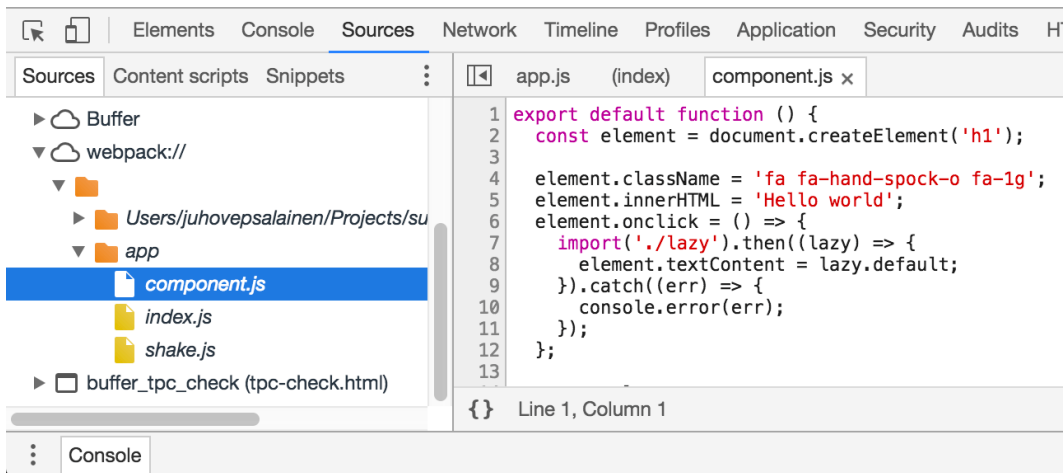 Elements Console Sources Network Timeline Profiles Application Security Audits
Sources Content scripts Snippets
app.js (index) component.js ×
Buffer
webpack://
Users/juhovepsalainen/Projects/su
app
component.js
index.js
shake.js
buffer_tpc_check (tpc-check.html)
1 export default function () {
2 const element = document.createElement('h1');
3
4 element.className = 'fa fa-hand-spock-o fa-1g';
5 element.innerHTML = 'Hello world';
6 element.onclick = () => {
7 import('./lazy').then((lazy) => {
8 element.textContent = lazy.default;
9 }).catch((err) => {
10 console.error(err);
11 });
12 };
13
{} Line 1, Column 1
Console